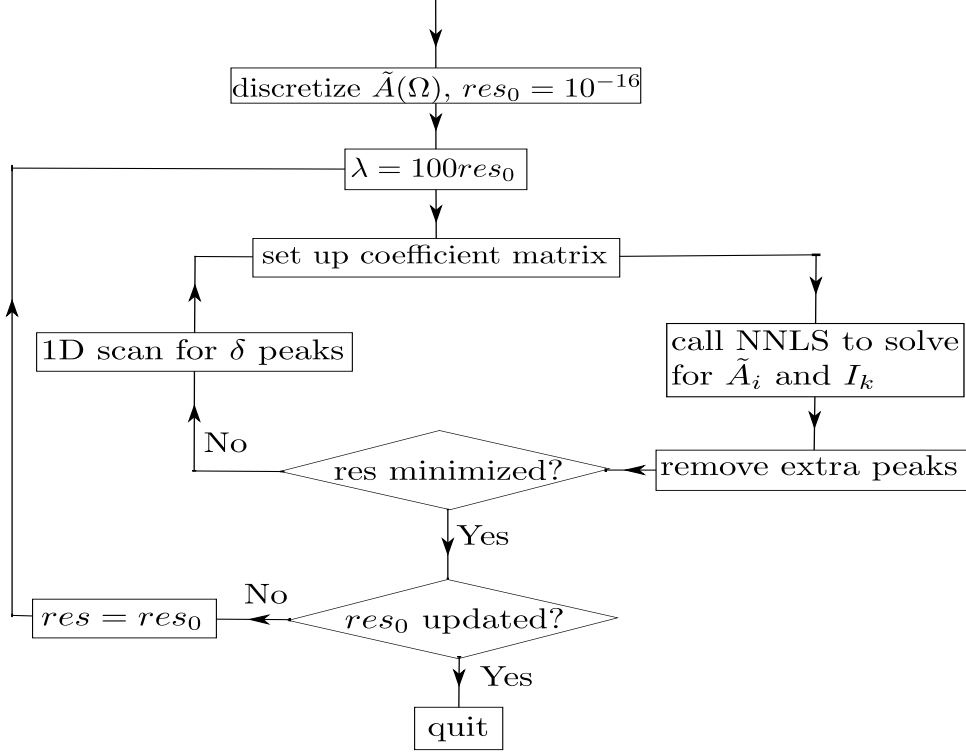 discretize Ã(Ω), res₀ = 10⁻¹⁶
λ = 100res₀
set up coefficient matrix
1D scan for δ peaks
call NNLS to solve
for Ãᵢ and Iₖ
No
res minimized?
remove extra peaks
Yes
No
res = res₀
res₀ updated?
Yes
quit